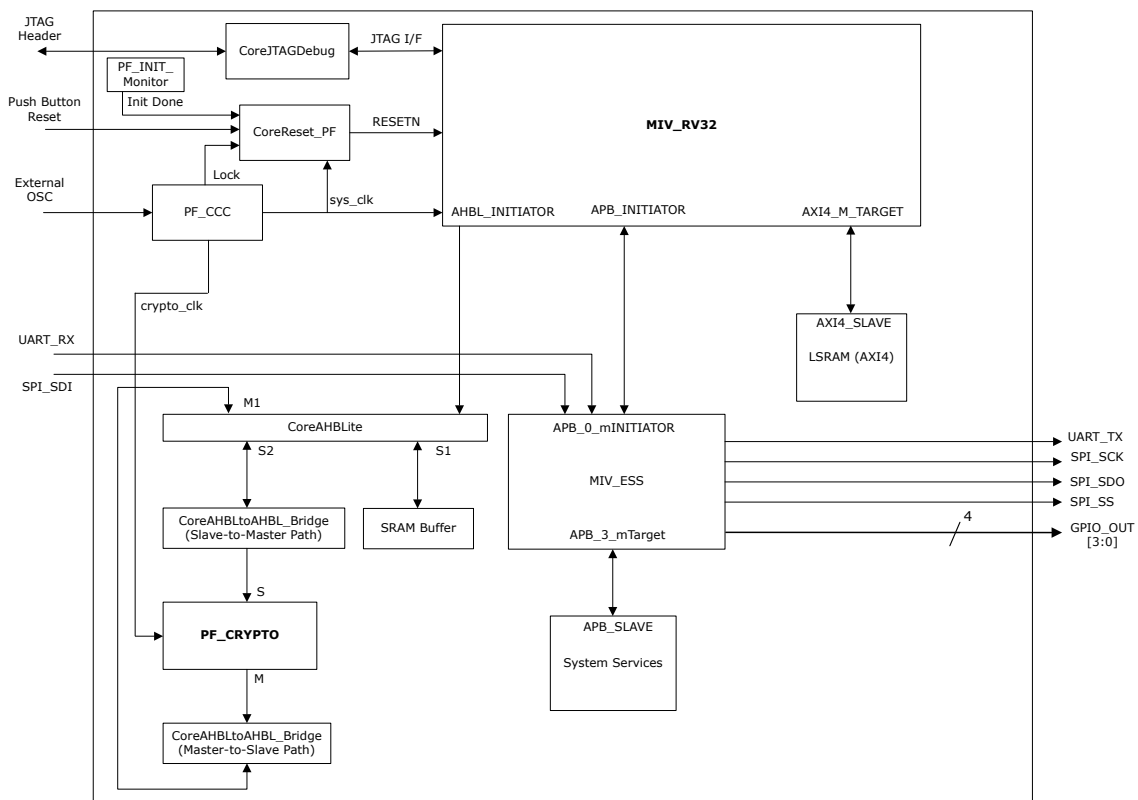 JTAG
Header
CoreJTAGDebug
JTAG I/F
PF_INIT_
Monitor
Init Done
Push Button
Reset
CoreReset_PF
RESETN
MIV_RV32
Lock
External
OSC
PF_CCC
sys_clk
AHBL_INITIATOR
APB_INITIATOR
AXI4_M_TARGET
crypto_clk
AXI4_SLAVE
LSRAM (AXI4)
UART_RX
SPI_SDI
M1
CoreAHBLite
S2
S1
APB_0_mINITIATOR
MIV_ESS
APB_3_mTarget
UART_TX
SPI_SCK
SPI_SDO
SPI_SS
4
GPIO_OUT
[3:0]
CoreAHBLtoAHBL_Bridge
(Slave-to-Master Path)
SRAM Buffer
S
PF_CRYPTO
M
APB_SLAVE
System Services
CoreAHBLtoAHBL_Bridge
(Master-to-Slave Path)